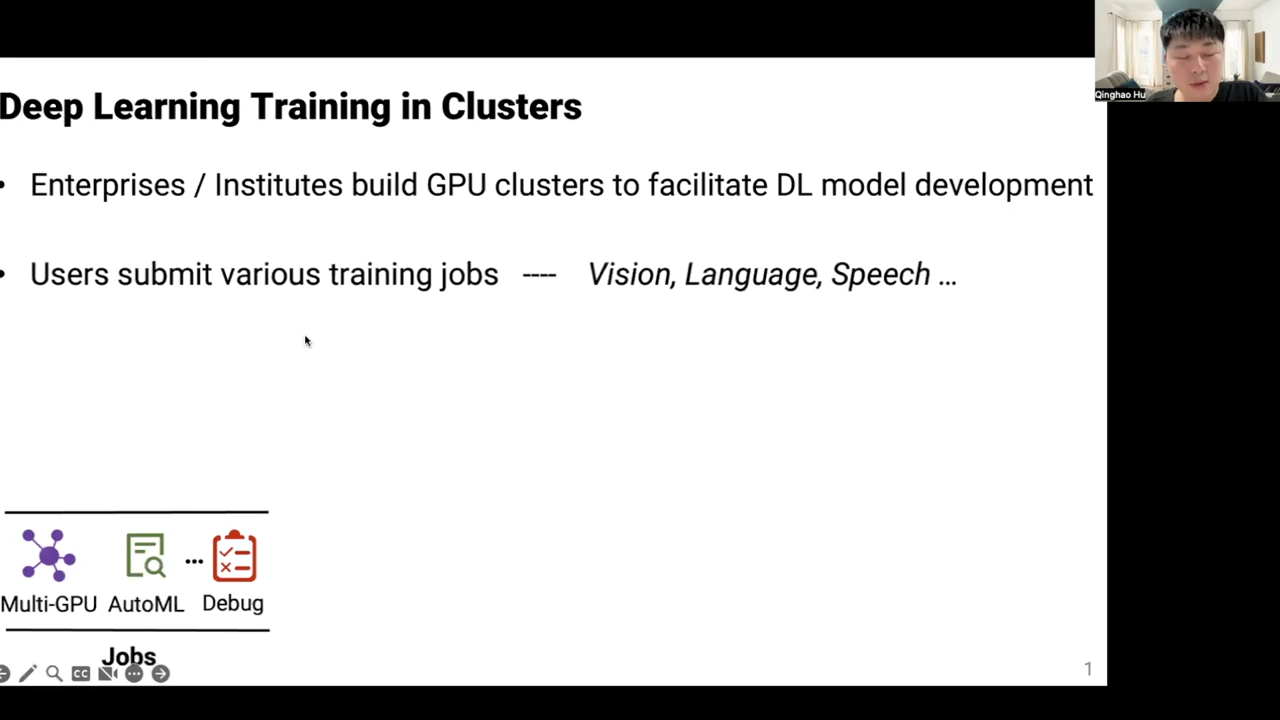 Qinghao Hu
Deep Learning Training in Clusters
• Enterprises / Institutes build GPU clusters to facilitate DL model development
• Users submit various training jobs ---- Vision, Language, Speech ...
...
Multi-GPU AutoML Debug
Jobs
CC
1